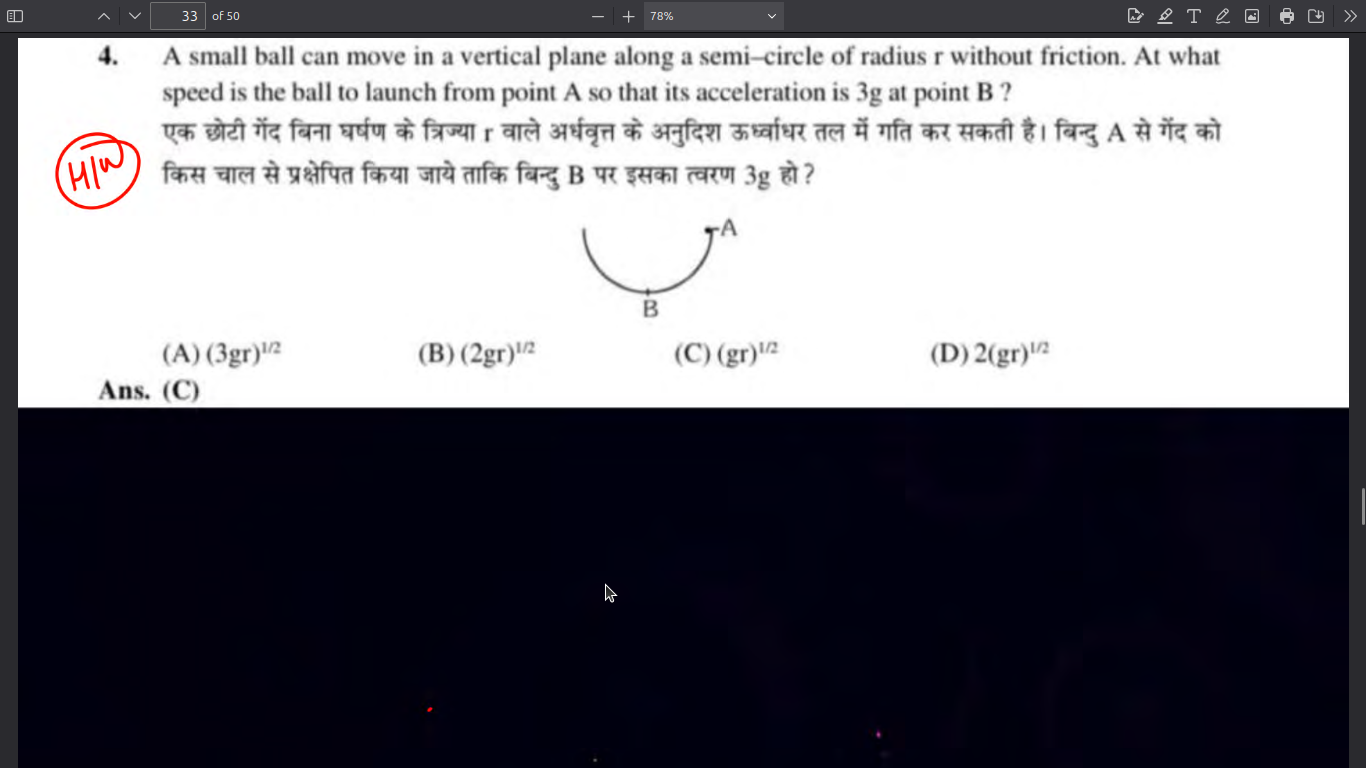 33 of 50 78%
4. A small ball can move in a vertical plane along a semi–circle of radius r without friction. At what
speed is the ball to launch from point A so that its acceleration is 3g at point B ?
एक छोटी गेंद बिना घर्षण के त्रिज्या r वाले अर्धवृत्त के अनुदिश ऊर्ध्वाधर तल में गति कर सकती है। बिन्दु A से गेंद को
किस चाल से प्रक्षेपित किया जाये ताकि बिन्दु B पर इसका त्वरण 3g हो ?
H/W
A
B
(A) (3gr)¹/² (B) (2gr)¹/² (C) (gr)¹/² (D) 2(gr)¹/²
Ans. (C)